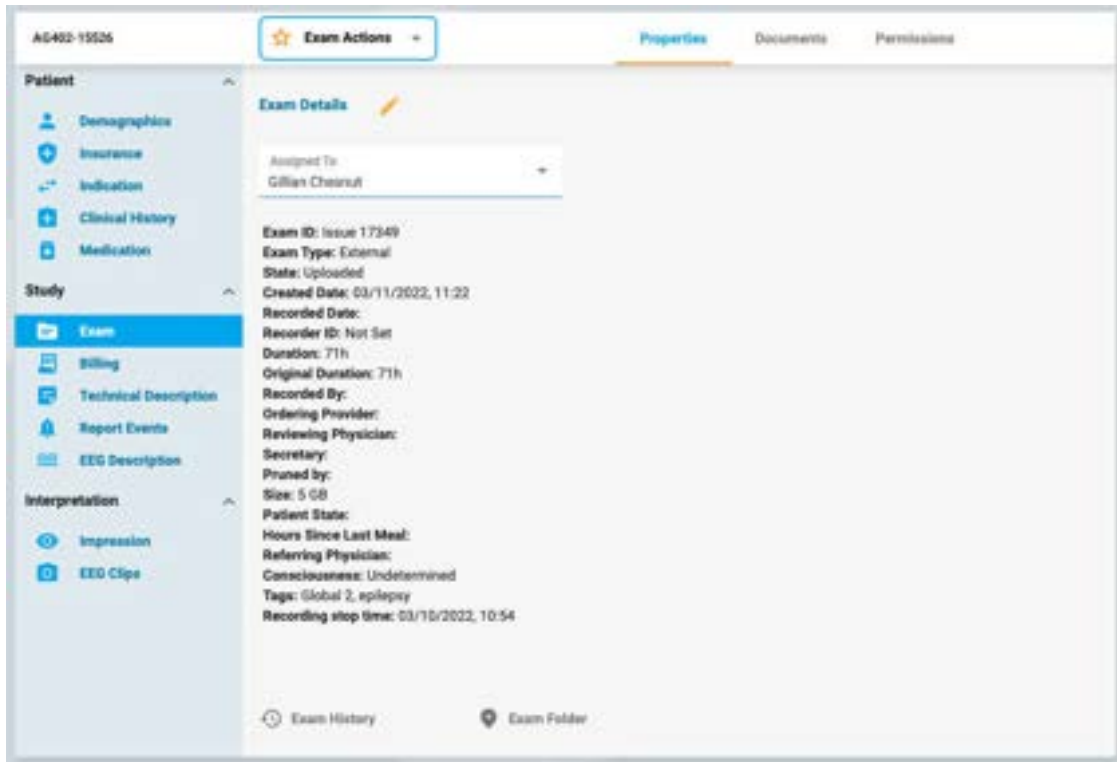 AG402-15526
Exam Actions
Properties
Documents
Permissions
Patient
Demographics
Insurance
Indication
Clinical History
Medication
Study
Exam
Billing
Technical Description
Report Events
EEG Description
Interpretation
Impression
EEG Clips
Exam Details
Assigned To
Gillian Chesnut
Exam ID: Issue 17349
Exam Type: External
State: Uploaded
Created Date: 03/11/2022, 11:22
Recorded Date:
Recorder ID: Not Set
Duration: 71h
Original Duration: 71h
Recorded By:
Ordering Provider:
Reviewing Physician:
Secretary:
Pruned by:
Size: 5 GB
Patient State:
Hours Since Last Meal:
Referring Physician:
Consciousness: Undetermined
Tags: Global 2, epilepsy
Recording stop time: 03/10/2022, 10:54
Exam History
Exam Folder